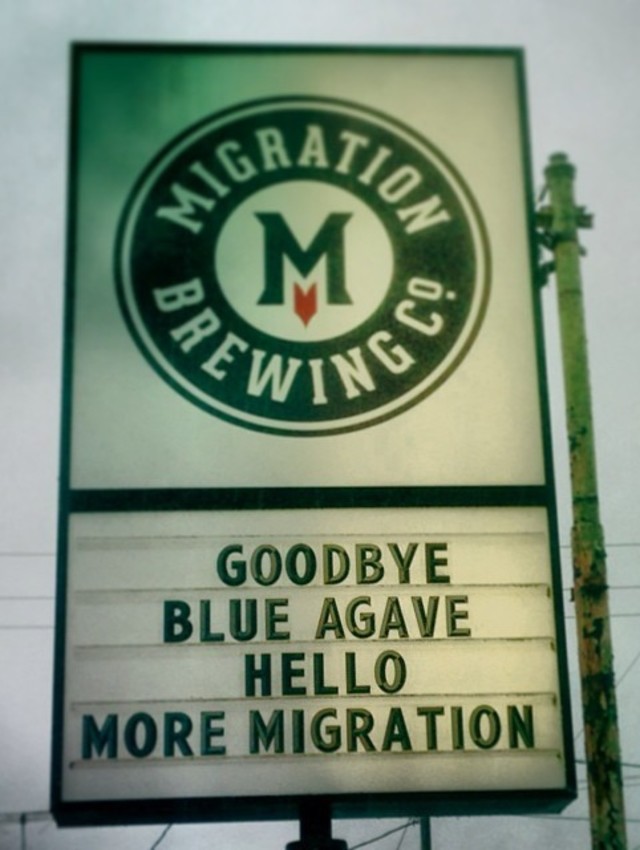 MIGRATION
M
BREWING CO.
GOODBYE
BLUE AGAVE
HELLO
MORE MIGRATION